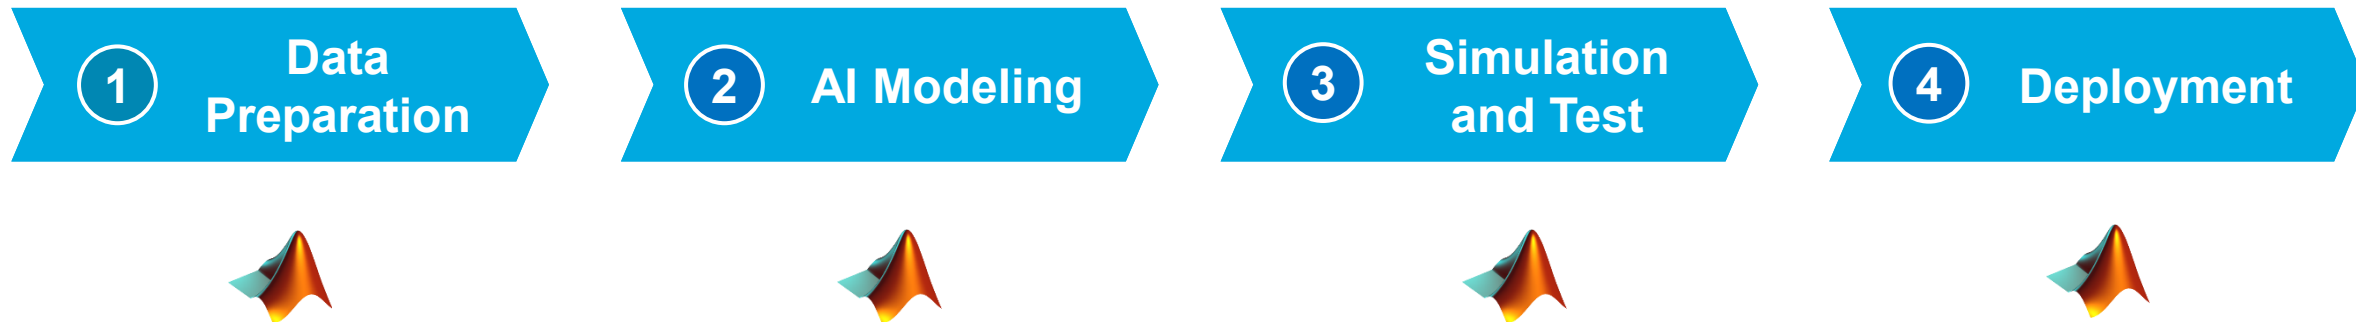 1
Data
Preparation
2
AI Modeling
3
Simulation
and Test
4
Deployment